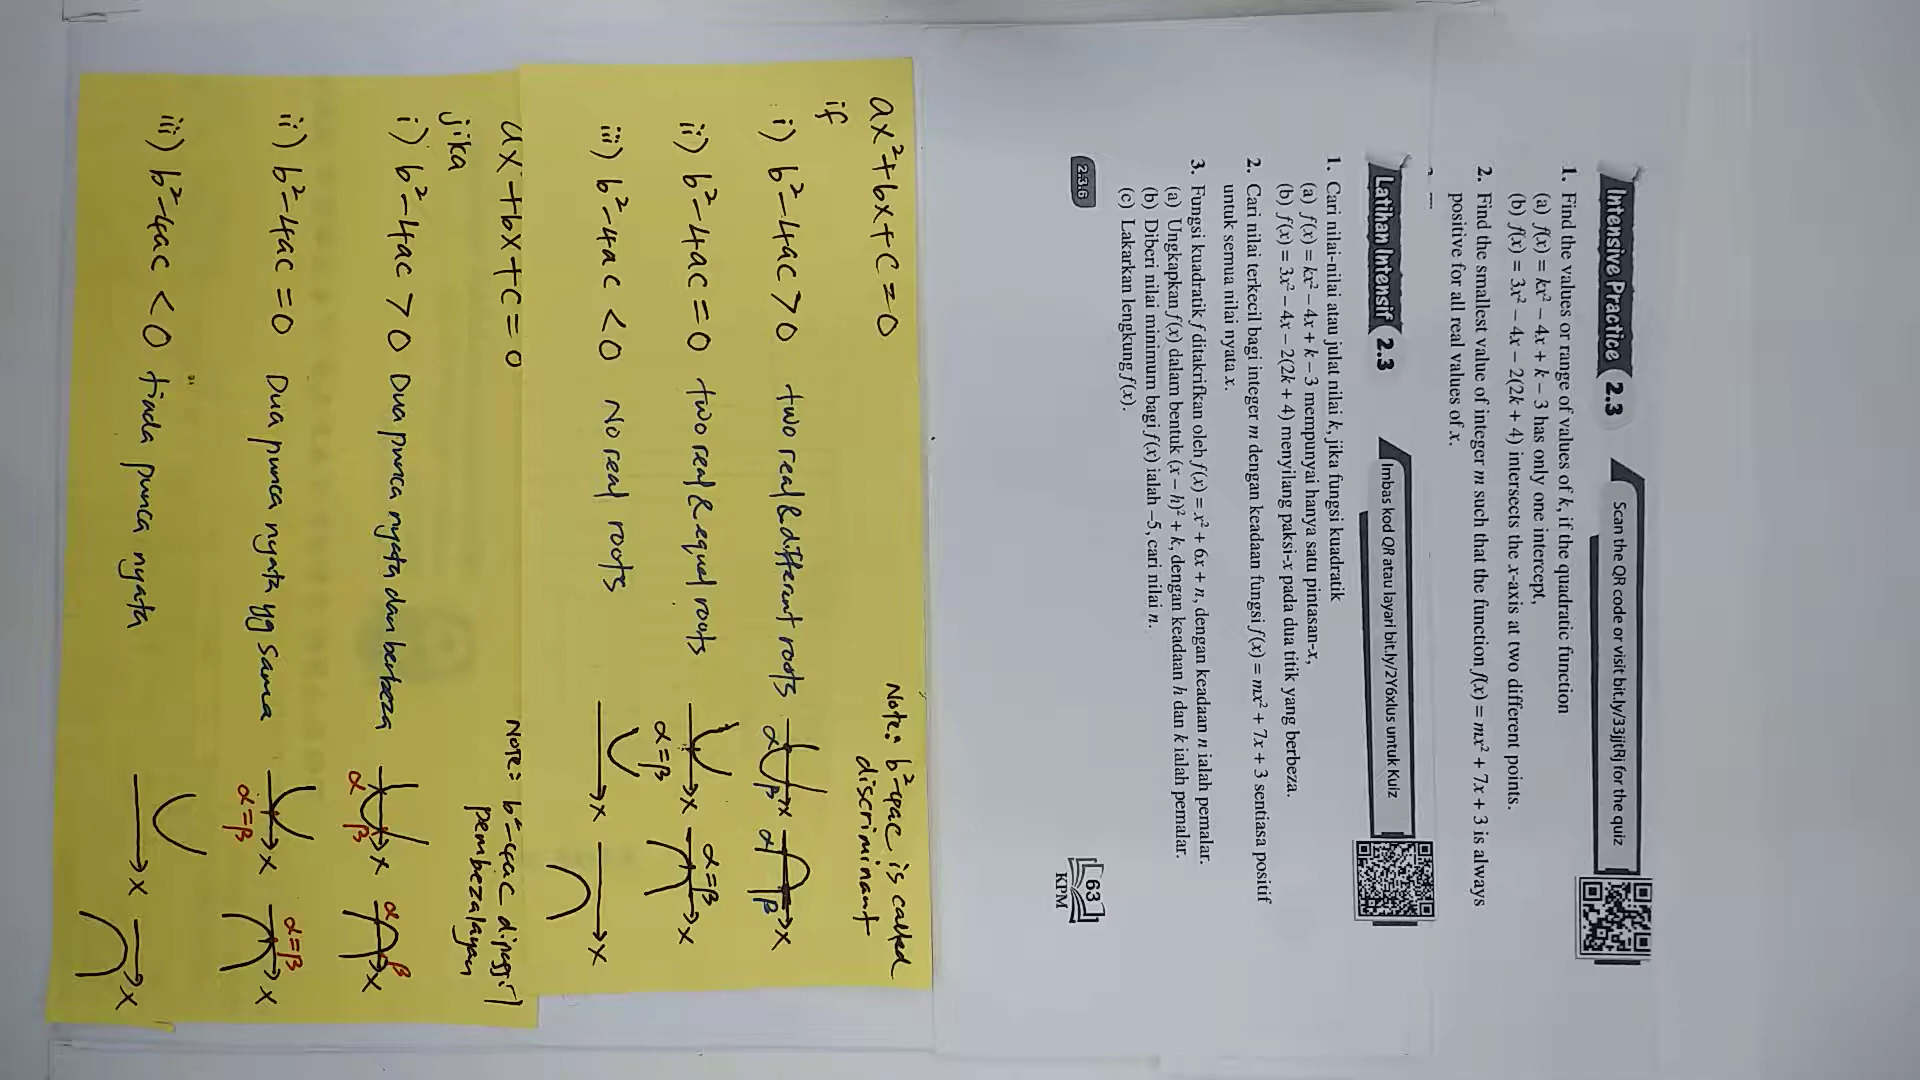 Intensive Practice 2.3
Scan the QR code or visit bit.ly/33jjtRj for the quiz
1. Find the values or range of values of k, if the quadratic function
(a) f(x) = kx² – 4x + k – 3 has only one intercept,
(b) f(x) = 3x² – 4x – 2(2k + 4) intersects the x-axis at two different points.
2. Find the smallest value of integer m such that the function f(x) = mx² + 7x + 3 is always
positive for all real values of x.
Latihan Intensif 2.3
Imbas kod QR atau layari bit.ly/2Y6xlus untuk Kuiz
1. Cari nilai-nilai atau julat nilai k, jika fungsi kuadratik
(a) f(x) = kx² – 4x + k – 3 mempunyai hanya satu pintasan-x,
(b) f(x) = 3x² – 4x – 2(2k + 4) menyilang paksi-x pada dua titik yang berbeza.
2. Cari nilai terkecil bagi integer m dengan keadaan fungsi f(x) = mx² + 7x + 3 sentiasa positif
untuk semua nilai nyata x.
3. Fungsi kuadratik f ditakrifkan oleh f(x) = x² + 6x + n, dengan keadaan n ialah pemalar.
(a) Ungkapkan f(x) dalam bentuk (x – h)² + k, dengan keadaan h dan k ialah pemalar.
(b) Diberi nilai minimum bagi f(x) ialah –5, cari nilai n.
(c) Lakarkan lengkung f(x).
2.3.6
63
KPM
ax²+bx+c=0
Note: b²-4ac is called
discriminant
if
i) b²-4ac > 0 two real & different roots
α β x α β x
ii) b²-4ac = 0 two real & equal roots
α=β x α=β x
iii) b²-4ac < 0 No real roots
x x
ax²+bx+c=0
NOTE: b²-4ac dipanggil
pembezalayan
jika
i) b²-4ac > 0 Dua punca nyata dan berbeza
α β x α β x
ii) b²-4ac = 0 Dua punca nyata yg sama
α=β x α=β x
iii) b²-4ac < 0 tiada punca nyata
x x